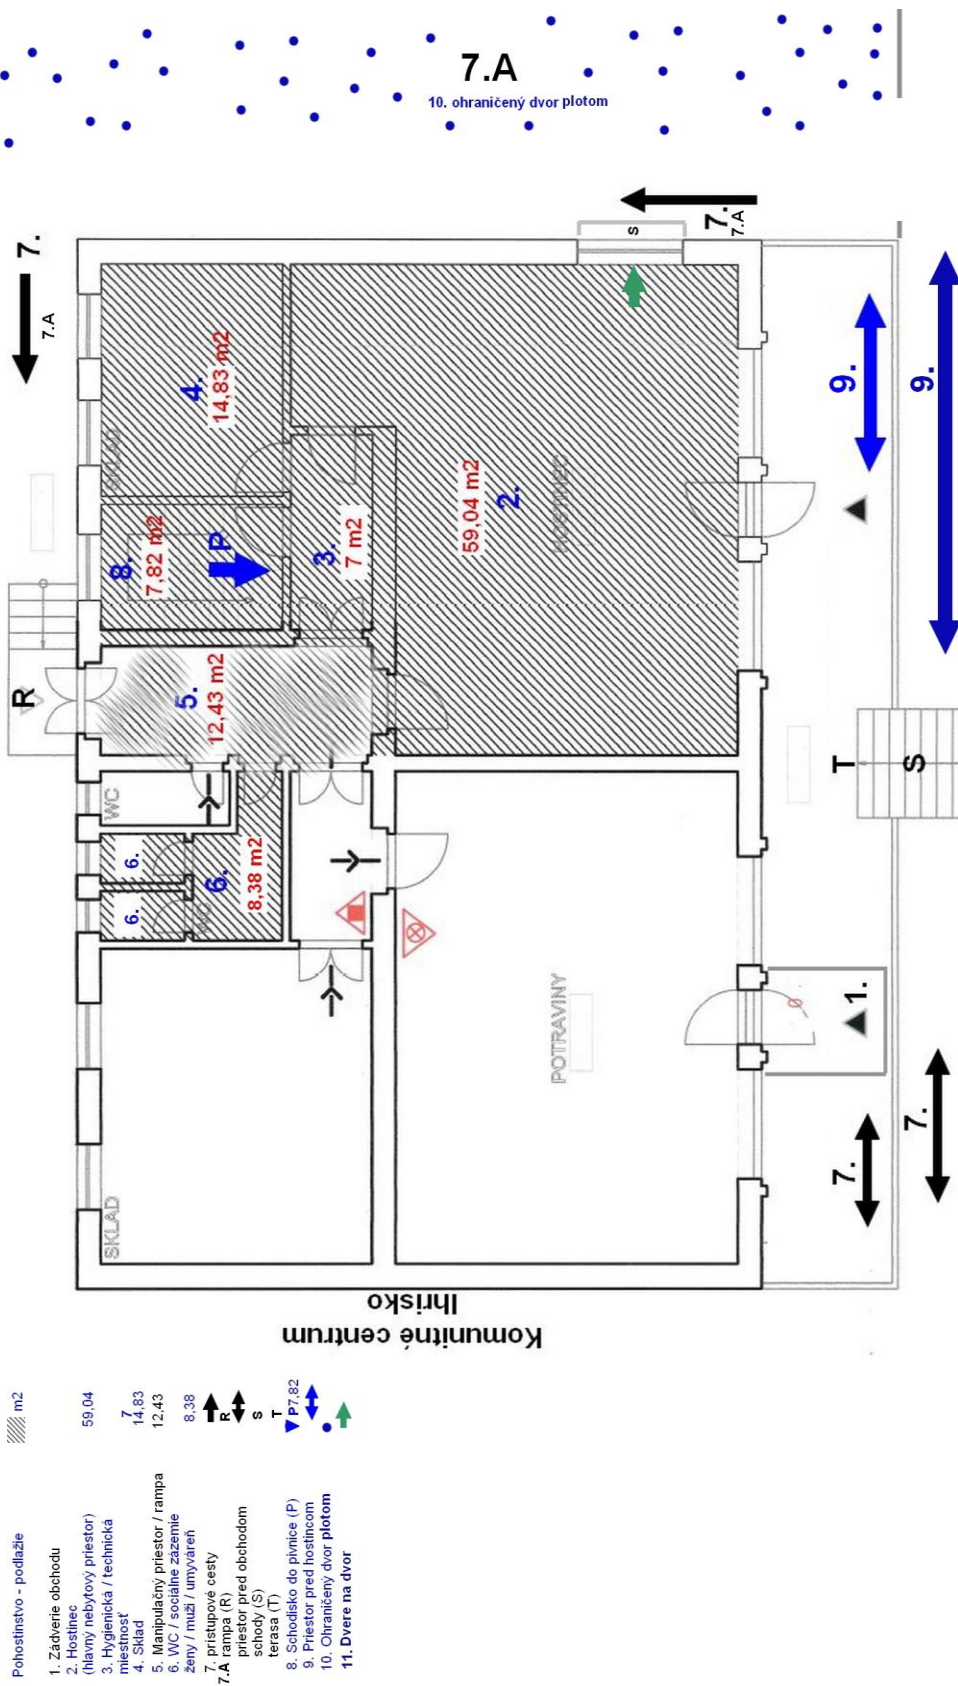 7.A
10. ohraničený dvor plotom
7.
7.A
S
7.
7.A
4.
14,83 m2
SKLAD
8.
7,82 m2
P
3.
7 m2
2.
59,04 m2
HOSTINEC
9.
9.
R
5.
12,43 m2
WC
6.
6.
6.
8,38 m2
WC
T
S
POTRAVINY
1.
7.
7.
SKLAD
Komunitné centrum
Ihrisko
Pohostinstvo - podlažie m2
1. Zádverie obchodu
2. Hostinec 59,04
(hlavný nebytový priestor)
3. Hygienická / technická
miestnosť 7
4. Sklad 14,83
5. Manipulačný priestor / rampa 12,43
6. WC / sociálne zázemie
ženy / muži / umyváreň 8,38
7. prístupové cesty
7.A rampa (R) R
priestor pred obchodom
schody (S) S
terasa (T) T
8. Schodisko do pivnice (P) P 7,82
9. Priestor pred hostincom
10. Ohraničený dvor plotom
11. Dvere na dvor